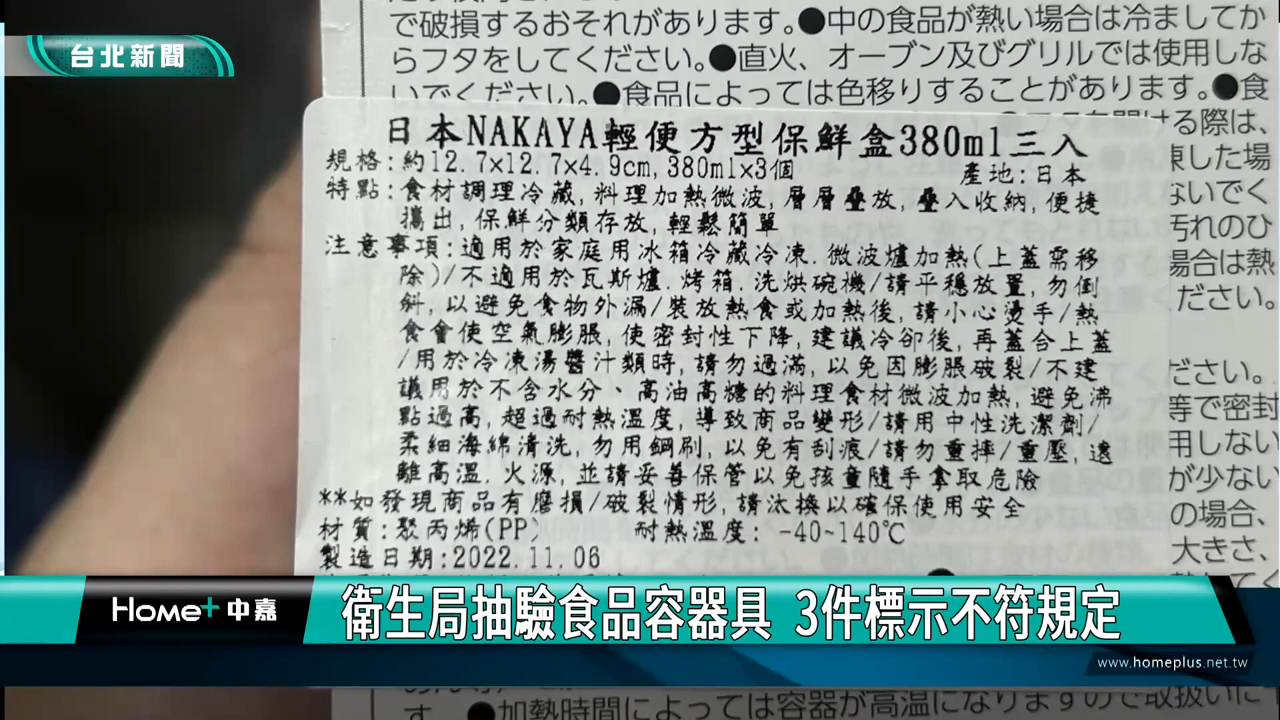 で破損するおそれがあります。●中の食品が熱い場合は冷ましてか
台北新聞
らフタをしてください。●直火、オーブン及びグリルでは使用しな
いでください。●食品によっては色移りすることがあります。●食
ける際は、
日本NAKAYA輕便方型保鮮盒380ml三入
規格:約12.7×12.7×4.9cm,380ml×3個 產地:日本
特點:食材調理冷藏,料理加熱微波,層層疊放,疊入收納,便捷
攜出,保鮮分類存放,輕鬆簡單
注意事項:適用於家庭用冰箱冷藏冷凍.微波爐加熱(上蓋需移
除)/不適用於瓦斯爐.烤箱.洗烘碗機/請平穩放置,勿倒
斜,以避免食物外漏/裝放熱食或加熱後,請小心燙手/熱
食會使空氣膨脹,使密封性下降,建議冷卻後,再蓋合上蓋
/用於冷凍湯醬汁類時,請勿過滿,以免因膨脹破裂/不建
議用於不含水分、高油高糖的料理食材微波加熱,避免沸
點過高,超過耐熱溫度,導致商品變形/請用中性洗潔劑/
柔細海綿清洗,勿用鋼刷,以免有刮痕/請勿重摔/重壓,遠
離高溫.火源,並請妥善保管以免孩童隨手拿取危險
**如發現商品有磨損/破裂情形,請汰換以確保使用安全
材質:聚丙烯(PP) 耐熱溫度: -40~140℃
製造日期:2022.11.06
凍した場
ないでく
汚れのひ
場合は熱
ください。
ださい。
等で密封
用しない
が少ない
の場合、
大きさ、
Home+中嘉
衛生局抽驗食品容器具 3件標示不符規定
www.homeplus.net.tw
す。●加熱時間によっては容器が高温になりますので取扱いに